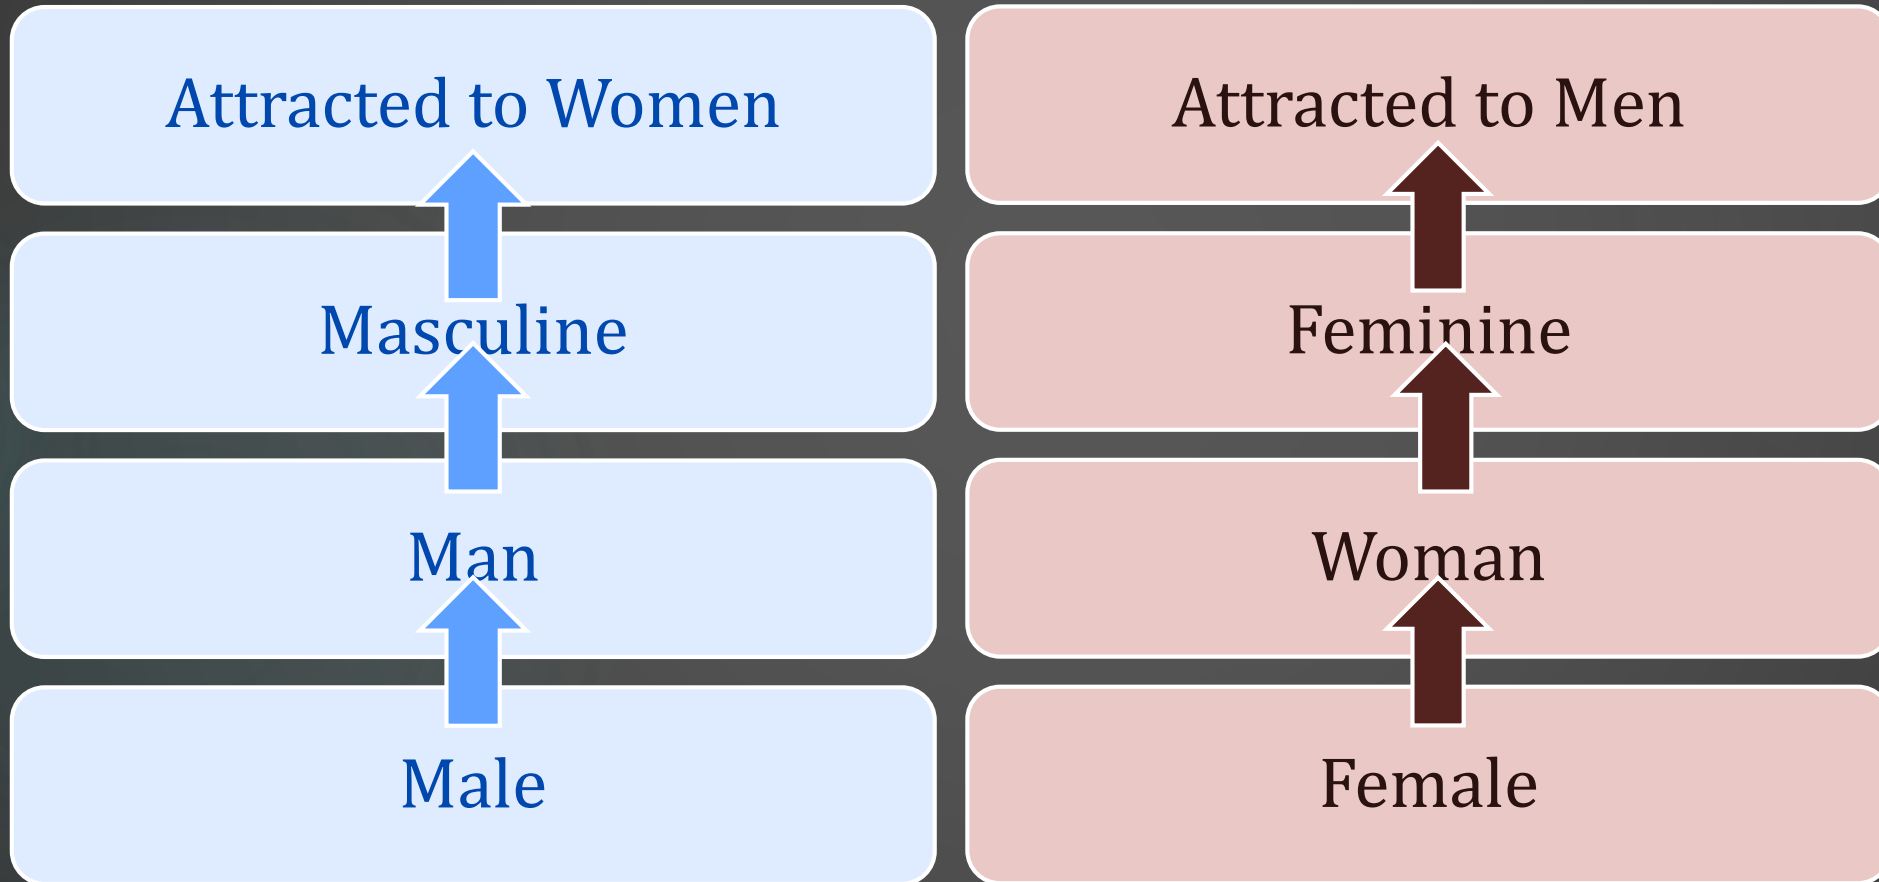 Attracted to Women
Masculine
Man
Male
Attracted to Men
Feminine
Woman
Female